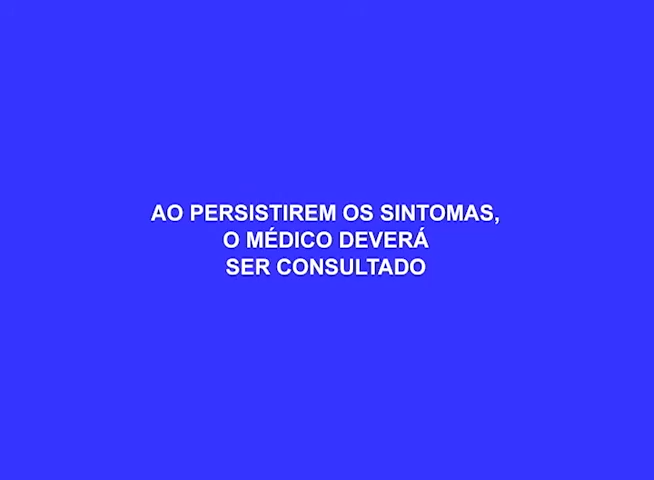 AO PERSISTIREM OS SINTOMAS,
O MÉDICO DEVERÁ
SER CONSULTADO